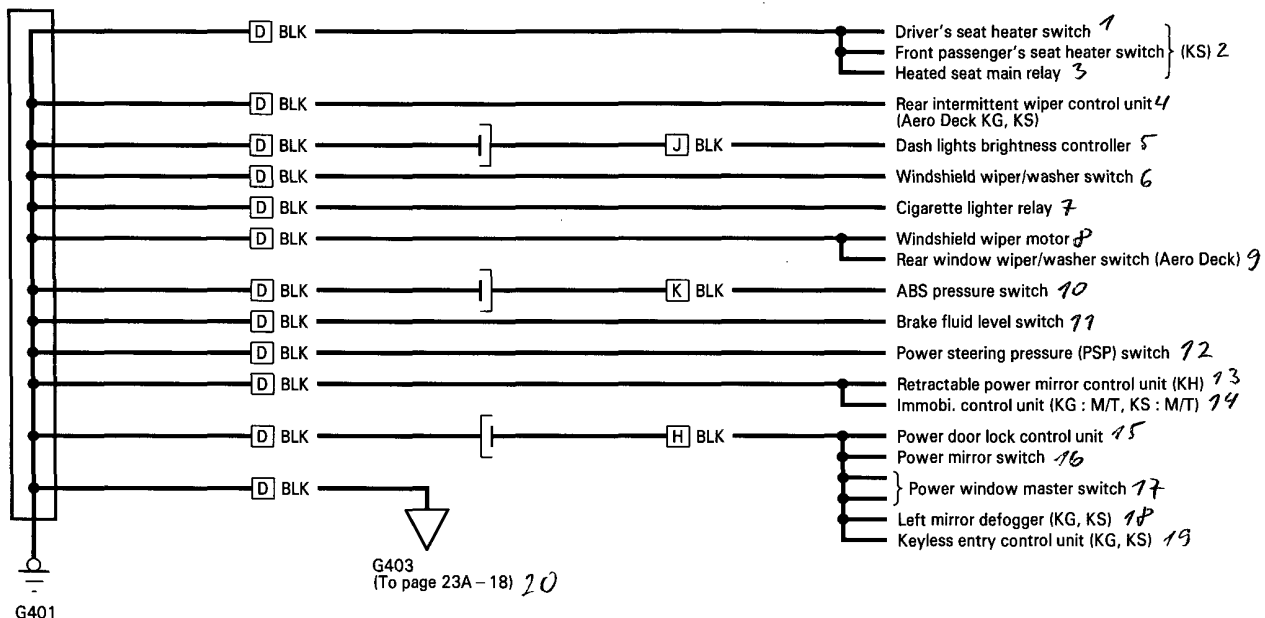 D BLK Driver's seat heater switch 1
Front passenger's seat heater switch (KS) 2
Heated seat main relay 3
D BLK Rear intermittent wiper control unit 4
(Aero Deck KG, KS)
D BLK J BLK Dash lights brightness controller 5
D BLK Windshield wiper/washer switch 6
D BLK Cigarette lighter relay 7
D BLK Windshield wiper motor 8
Rear window wiper/washer switch (Aero Deck) 9
D BLK K BLK ABS pressure switch 10
D BLK Brake fluid level switch 11
D BLK Power steering pressure (PSP) switch 12
D BLK Retractable power mirror control unit (KH) 13
Immobi. control unit (KG : M/T, KS : M/T) 14
D BLK H BLK Power door lock control unit 15
Power mirror switch 16
D BLK Power window master switch 17
Left mirror defogger (KG, KS) 18
Keyless entry control unit (KG, KS) 19
G403
(To page 23A – 18) 20
G401